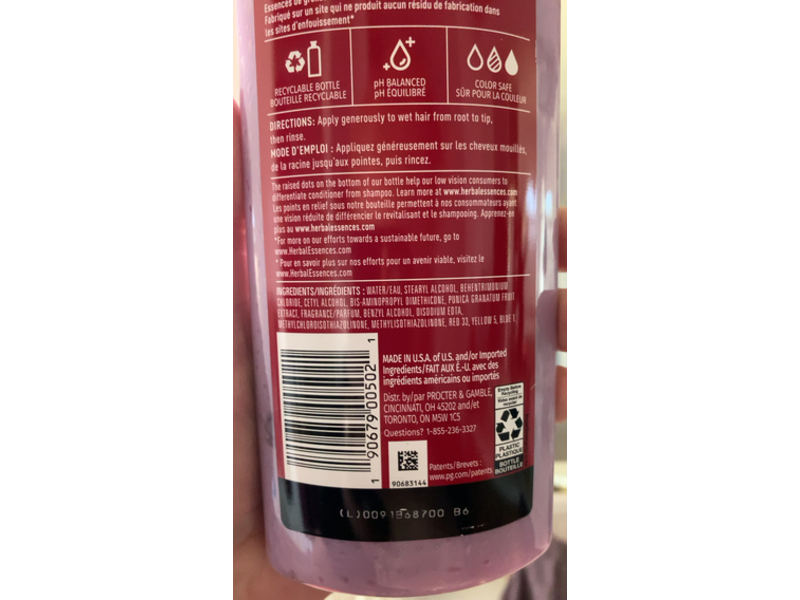 Fabriqué sur un site qui ne produit aucun résidu de fabrication dans
les sites d'enfouissement*
RECYCLABLE BOTTLE
BOUTEILLE RECYCLABLE
pH BALANCED
pH ÉQUILIBRÉ
COLOR SAFE
SÛR POUR LA COULEUR
DIRECTIONS: Apply generously to wet hair from root to tip,
then rinse.
MODE D'EMPLOI : Appliquez généreusement sur les cheveux mouillés,
de la racine jusqu'aux pointes, puis rincez.
The raised dots on the bottom of our bottle help our low vision consumers to
differentiate conditioner from shampoo. Learn more at www.herbalessences.com
Les points en relief sous notre bouteille permettent à nos consommateurs ayant
une vision réduite de différencier le revitalisant et le shampooing. Apprenez-en
plus au www.herbalessences.com
*For more on our efforts towards a sustainable future, go to
www.HerbalEssences.com
* Pour en savoir plus sur nos efforts pour un avenir viable, visitez le
www.HerbalEssences.com
INGREDIENTS/INGRÉDIENTS : WATER/EAU, STEARYL ALCOHOL, BEHENTRIMONIUM
CHLORIDE, CETYL ALCOHOL, BIS-AMINOPROPYL DIMETHICONE, PUNICA GRANATUM FRUIT
EXTRACT, FRAGRANCE/PARFUM, BENZYL ALCOHOL, DISODIUM EDTA,
METHYLCHLOROISOTHIAZOLINONE, METHYLISOTHIAZOLINONE, RED 33, YELLOW 5, BLUE 1.
1 90679 00502 1
MADE IN U.S.A. of U.S. and/or Imported
Ingredients/FAIT AUX É.-U. avec des
ingrédients américains ou importés
Distr. by/par PROCTER & GAMBLE,
CINCINNATI, OH 45202 and/et
TORONTO, ON M5W 1C5
Questions? 1-855-236-3327
90683144
Patents/Brevets :
www.pg.com/patents
Empty Before
Recycling
PLASTIC
PLASTIQUE
BOTTLE
BOUTEILLE
(L)0091868700 B6